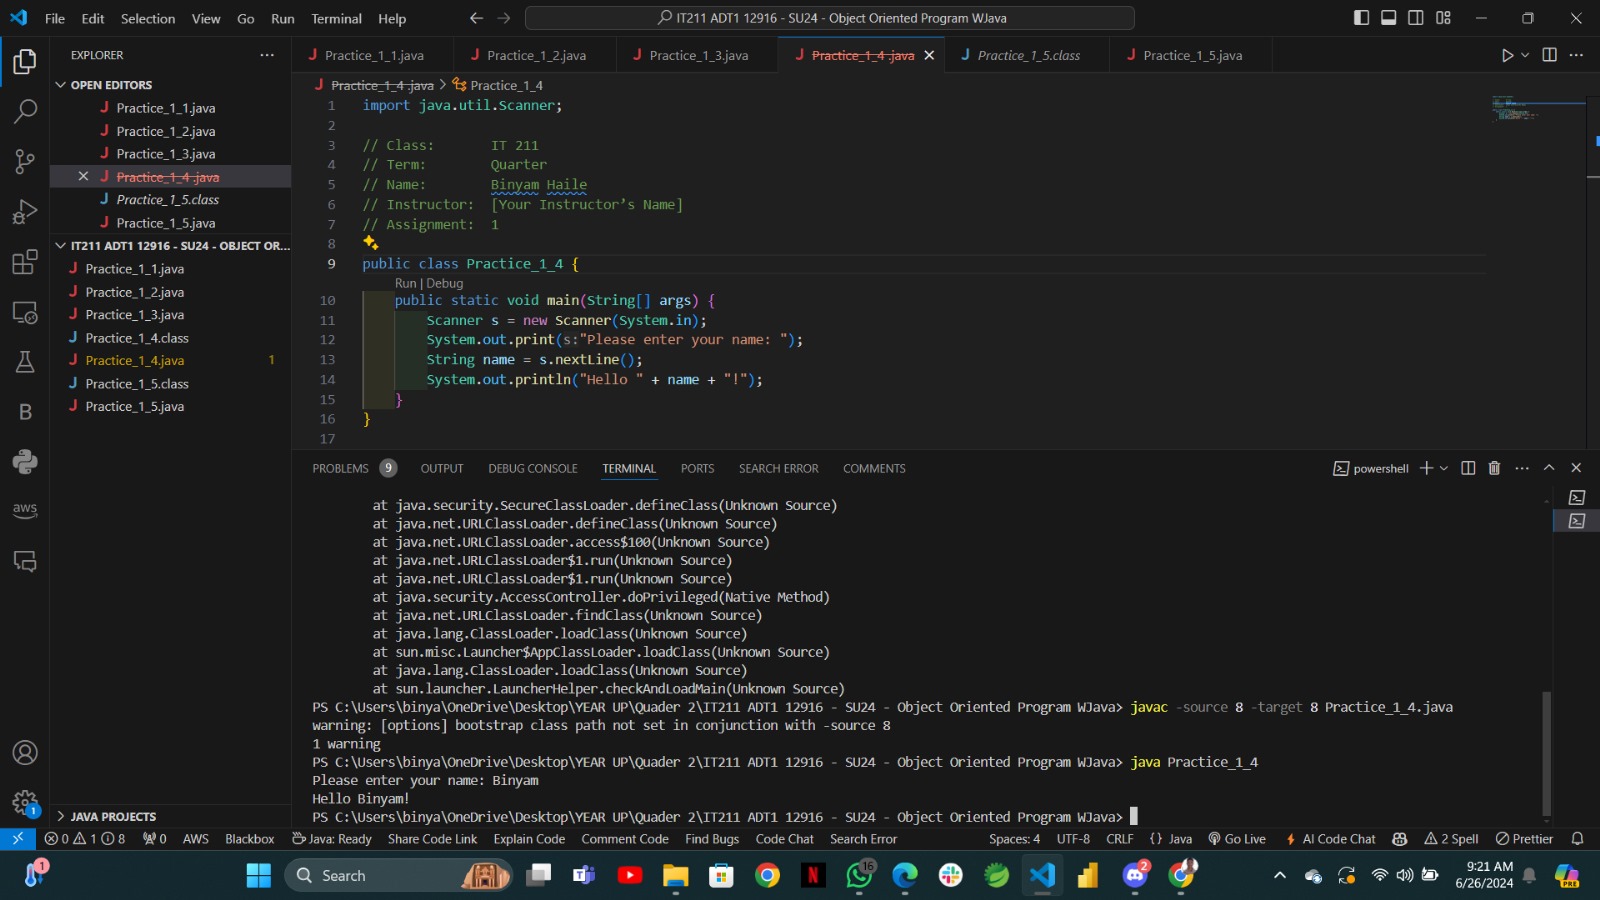 File Edit Selection View Go Run Terminal Help
IT211 ADT1 12916 - SU24 - Object Oriented Program WJava
EXPLORER
OPEN EDITORS
Practice_1_1.java
Practice_1_2.java
Practice_1_3.java
Practice_1_4 .java
Practice_1_5.class
Practice_1_5.java
IT211 ADT1 12916 - SU24 - OBJECT OR...
Practice_1_1.java
Practice_1_2.java
Practice_1_3.java
Practice_1_4.class
Practice_1_4.java 1
Practice_1_5.class
Practice_1_5.java
JAVA PROJECTS
B
aws
1
Practice_1_1.java Practice_1_2.java Practice_1_3.java Practice_1_4 .java Practice_1_5.class Practice_1_5.java
Practice_1_4 .java > Practice_1_4
1 import java.util.Scanner;
2
3 // Class: IT 211
4 // Term: Quarter
5 // Name: Binyam Haile
6 // Instructor: [Your Instructor’s Name]
7 // Assignment: 1
8
9 public class Practice_1_4 {
Run | Debug
10 public static void main(String[] args) {
11 Scanner s = new Scanner(System.in);
12 System.out.print(s:"Please enter your name: ");
13 String name = s.nextLine();
14 System.out.println("Hello " + name + "!");
15 }
16 }
17
PROBLEMS 9 OUTPUT DEBUG CONSOLE TERMINAL PORTS SEARCH ERROR COMMENTS
powershell
at java.security.SecureClassLoader.defineClass(Unknown Source)
at java.net.URLClassLoader.defineClass(Unknown Source)
at java.net.URLClassLoader.access$100(Unknown Source)
at java.net.URLClassLoader$1.run(Unknown Source)
at java.net.URLClassLoader$1.run(Unknown Source)
at java.security.AccessController.doPrivileged(Native Method)
at java.net.URLClassLoader.findClass(Unknown Source)
at java.lang.ClassLoader.loadClass(Unknown Source)
at sun.misc.Launcher$AppClassLoader.loadClass(Unknown Source)
at java.lang.ClassLoader.loadClass(Unknown Source)
at sun.launcher.LauncherHelper.checkAndLoadMain(Unknown Source)
PS C:\Users\binya\OneDrive\Desktop\YEAR UP\Quader 2\IT211 ADT1 12916 - SU24 - Object Oriented Program WJava> javac -source 8 -target 8 Practice_1_4.java
warning: [options] bootstrap class path not set in conjunction with -source 8
1 warning
PS C:\Users\binya\OneDrive\Desktop\YEAR UP\Quader 2\IT211 ADT1 12916 - SU24 - Object Oriented Program WJava> java Practice_1_4
Please enter your name: Binyam
Hello Binyam!
PS C:\Users\binya\OneDrive\Desktop\YEAR UP\Quader 2\IT211 ADT1 12916 - SU24 - Object Oriented Program WJava>
0 1 8 0 AWS Blackbox Java: Ready Share Code Link Explain Code Comment Code Find Bugs Code Chat Search Error Spaces: 4 UTF-8 CRLF {} Java Go Live AI Code Chat 2 Spell Prettier
1 Search 16 2 9:21 AM
6/26/2024
PRE